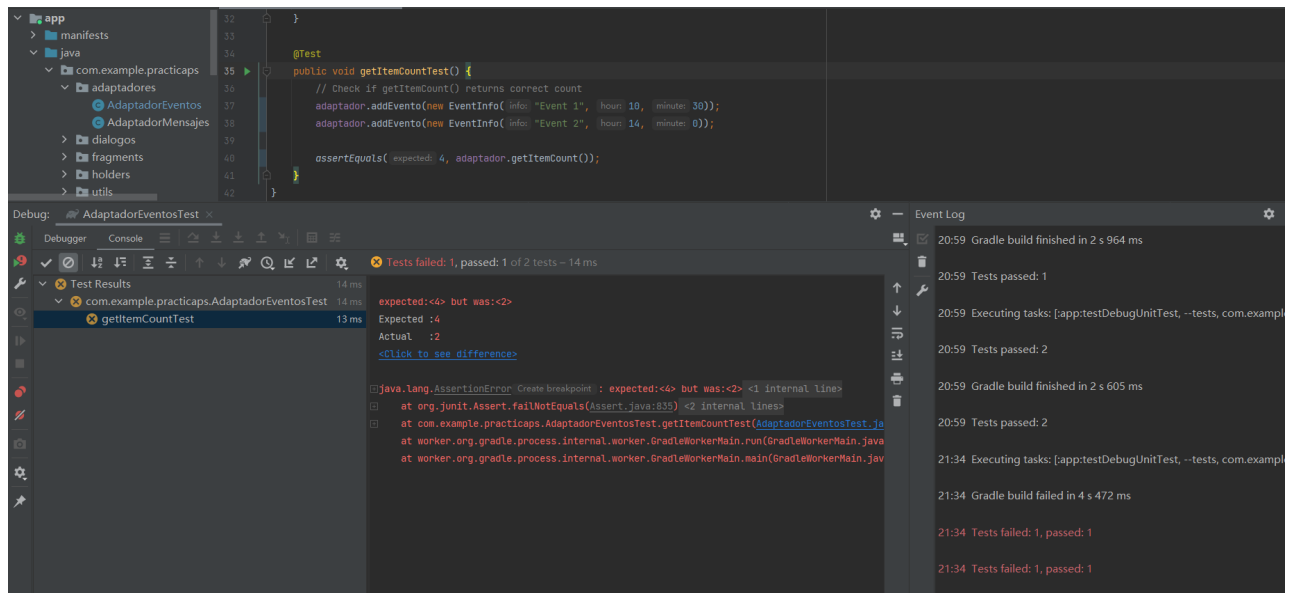 app
manifests
java
com.example.practicaps
adaptadores
AdaptadorEventos
AdaptadorMensajes
dialogos
fragments
holders
utils
32 }
33
34 @Test
35 public void getItemCountTest() {
36 // Check if getItemCount() returns correct count
37 adaptador.addEvento(new EventInfo( info: "Event 1", hour: 10, minute: 30));
38 adaptador.addEvento(new EventInfo( info: "Event 2", hour: 14, minute: 0));
39
40 assertEquals( expected: 4, adaptador.getItemCount());
41 }
42 }
Debug: AdaptadorEventosTest
Debugger Console
Tests failed: 1, passed: 1 of 2 tests – 14 ms
Test Results 14 ms
com.example.practicaps.AdaptadorEventosTest 14 ms
getItemCountTest 13 ms
expected:<4> but was:<2>
Expected :4
Actual :2
<Click to see difference>
java.lang.AssertionError Create breakpoint : expected:<4> but was:<2> <1 internal line>
at org.junit.Assert.failNotEquals(Assert.java:835) <2 internal lines>
at com.example.practicaps.AdaptadorEventosTest.getItemCountTest(AdaptadorEventosTest.ja
at worker.org.gradle.process.internal.worker.GradleWorkerMain.run(GradleWorkerMain.java
at worker.org.gradle.process.internal.worker.GradleWorkerMain.main(GradleWorkerMain.jav
Event Log
20:59 Gradle build finished in 2 s 964 ms
20:59 Tests passed: 1
20:59 Executing tasks: [:app:testDebugUnitTest, --tests, com.exampl
20:59 Tests passed: 2
20:59 Gradle build finished in 2 s 605 ms
20:59 Tests passed: 2
21:34 Executing tasks: [:app:testDebugUnitTest, --tests, com.exampl
21:34 Gradle build failed in 4 s 472 ms
21:34 Tests failed: 1, passed: 1
21:34 Tests failed: 1, passed: 1